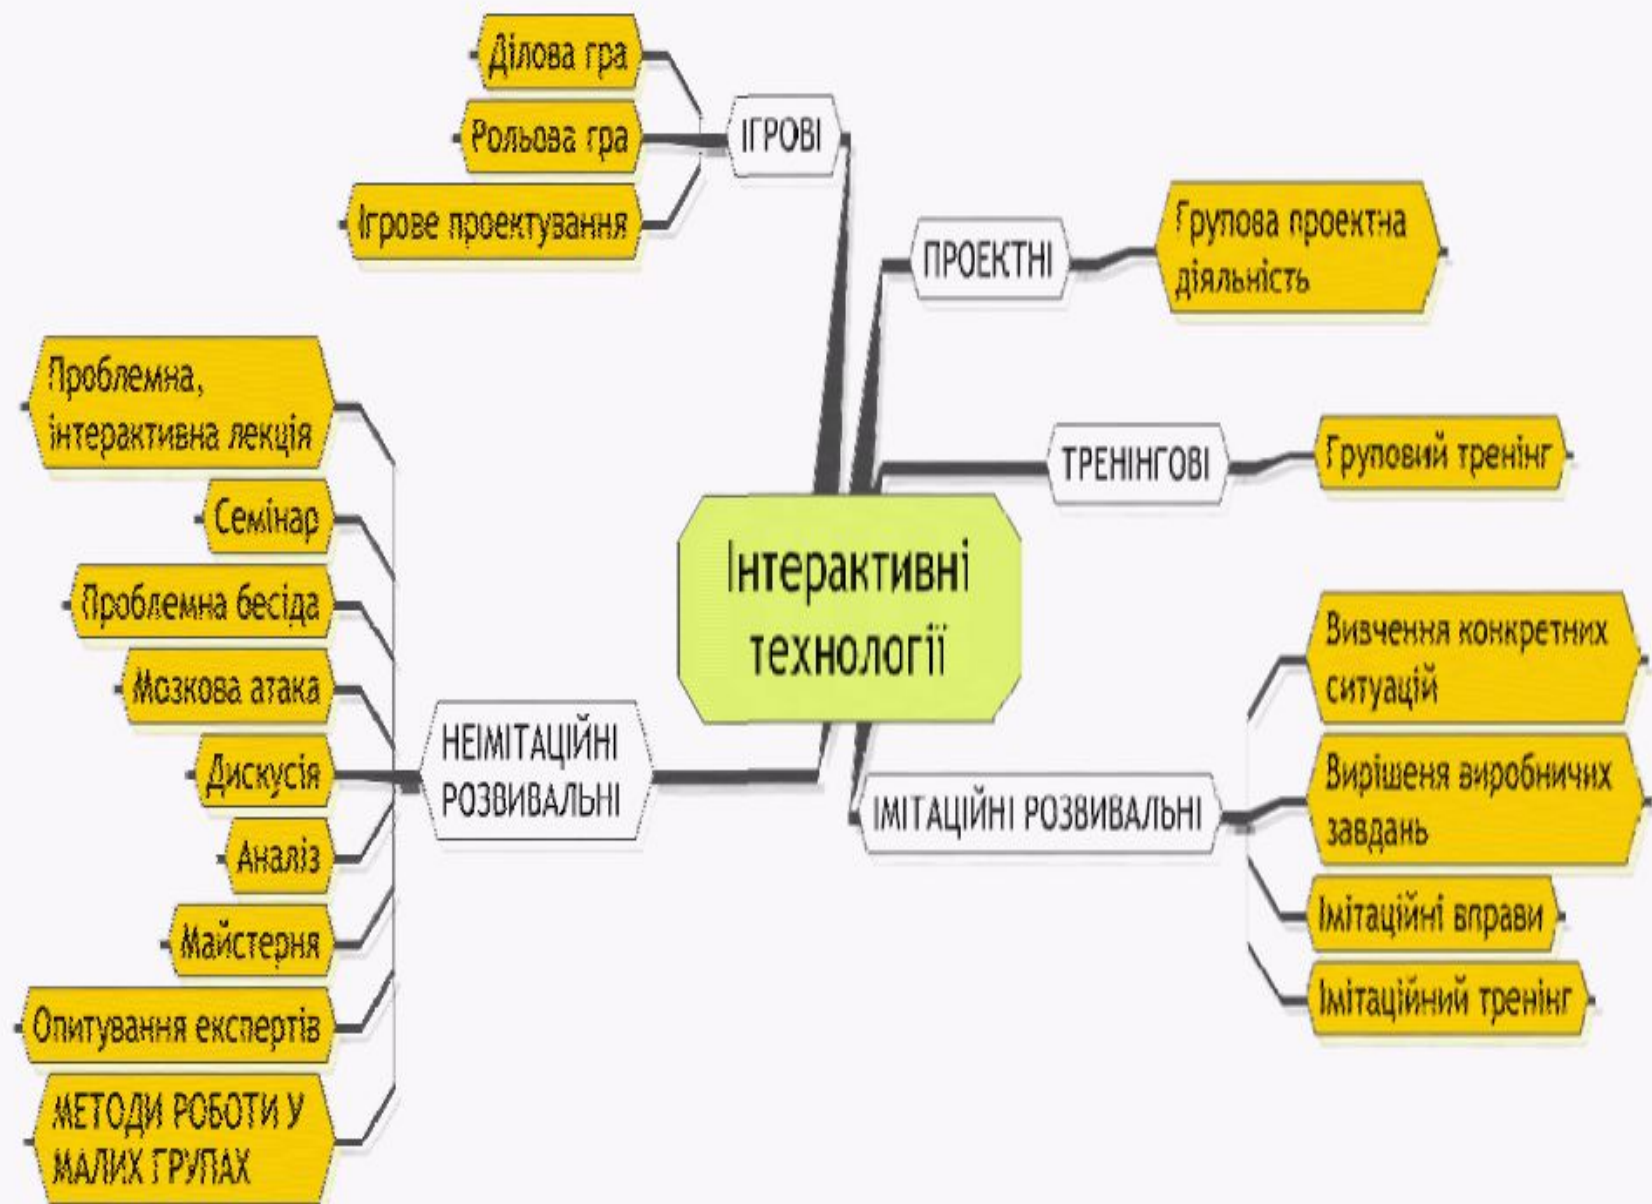 Ділова гра
Рольова гра
Ігрове проектування
ІГРОВІ
ПРОЕКТНІ
Групова проектна
діяльність
ТРЕНІНГОВІ
Груповий тренінг
Інтерактивні
технології
Проблемна,
інтерактивна лекція
Семінар
Проблемна бесіда
Мозкова атака
Дискусія
Аналіз
Майстерня
Опитування експертів
МЕТОДИ РОБОТИ У
МАЛИХ ГРУПАХ
НЕІМІТАЦІЙНІ
РОЗВИВАЛЬНІ
ІМІТАЦІЙНІ РОЗВИВАЛЬНІ
Вивчення конкретних
ситуацій
Вирішеня виробничих
завдань
Імітаційні вправи
Імітаційний тренінг